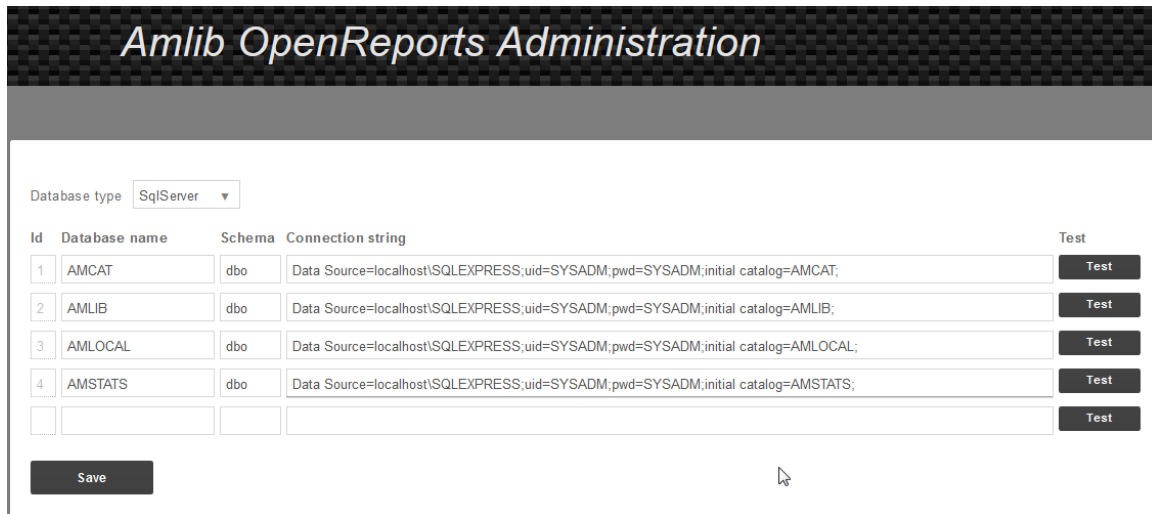 Amlib OpenReports Administration
Database type SqlServer
Id Database name Schema Connection string Test
1 AMCAT dbo Data Source=localhost\SQLEXPRESS;uid=SYSADM;pwd=SYSADM;initial catalog=AMCAT; Test
2 AMLIB dbo Data Source=localhost\SQLEXPRESS;uid=SYSADM;pwd=SYSADM;initial catalog=AMLIB; Test
3 AMLOCAL dbo Data Source=localhost\SQLEXPRESS;uid=SYSADM;pwd=SYSADM;initial catalog=AMLOCAL; Test
4 AMSTATS dbo Data Source=localhost\SQLEXPRESS;uid=SYSADM;pwd=SYSADM;initial catalog=AMSTATS; Test
Test
Save